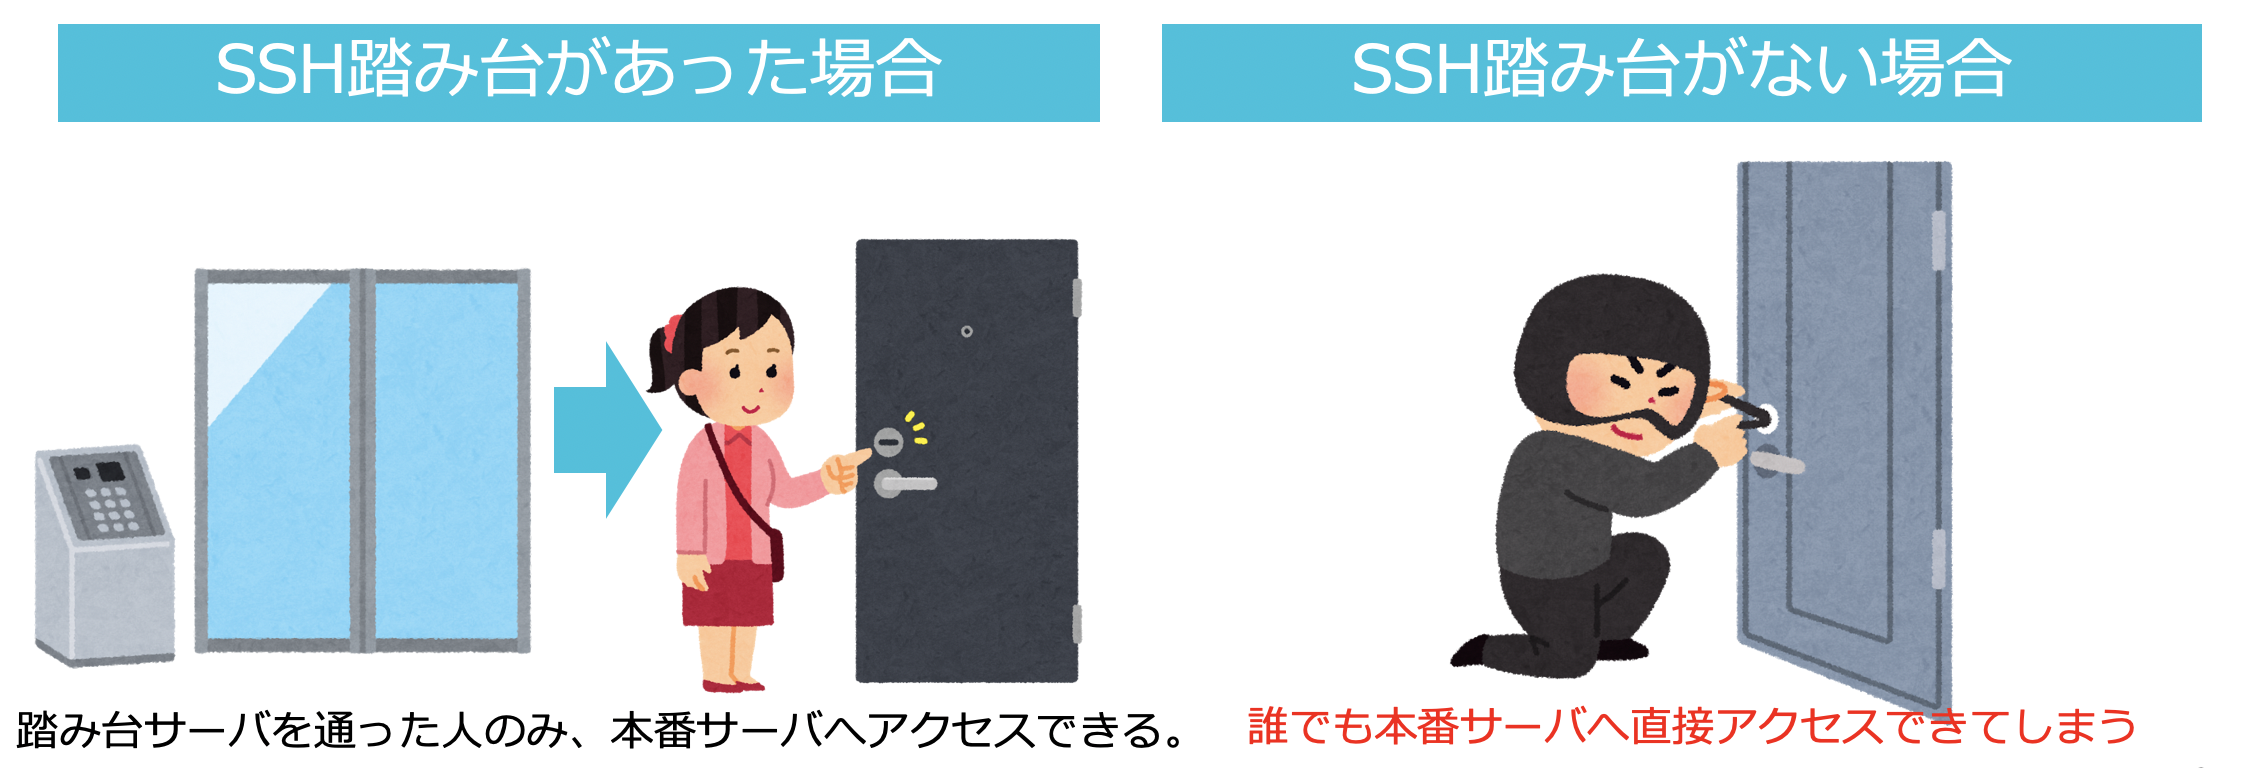 SSH踏み台があった場合
SSH踏み台がない場合
踏み台サーバを通った人のみ、本番サーバへアクセスできる。
誰でも本番サーバへ直接アクセスできてしまう